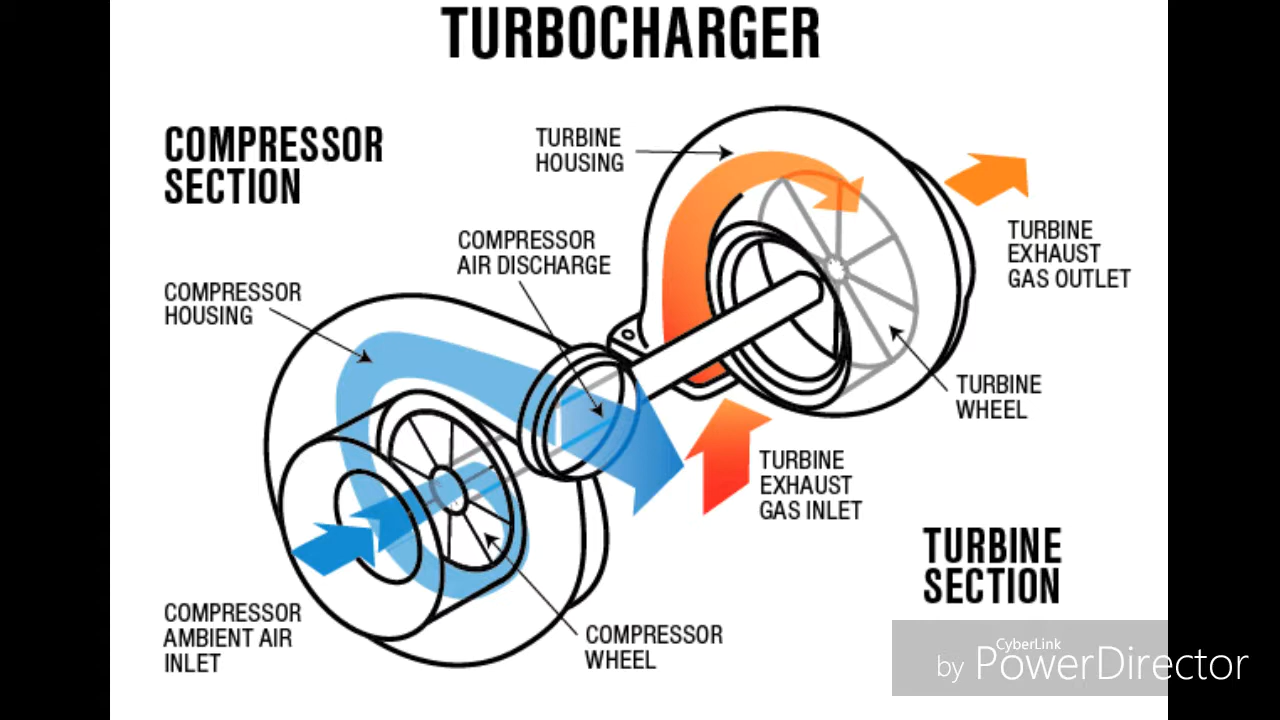 TURBOCHARGER
COMPRESSOR
SECTION
TURBINE
HOUSING
COMPRESSOR
AIR DISCHARGE
COMPRESSOR
HOUSING
TURBINE
EXHAUST
GAS OUTLET
TURBINE
WHEEL
TURBINE
EXHAUST
GAS INLET
TURBINE
SECTION
COMPRESSOR
AMBIENT AIR
INLET
COMPRESSOR
WHEEL
CyberLink
by PowerDirector